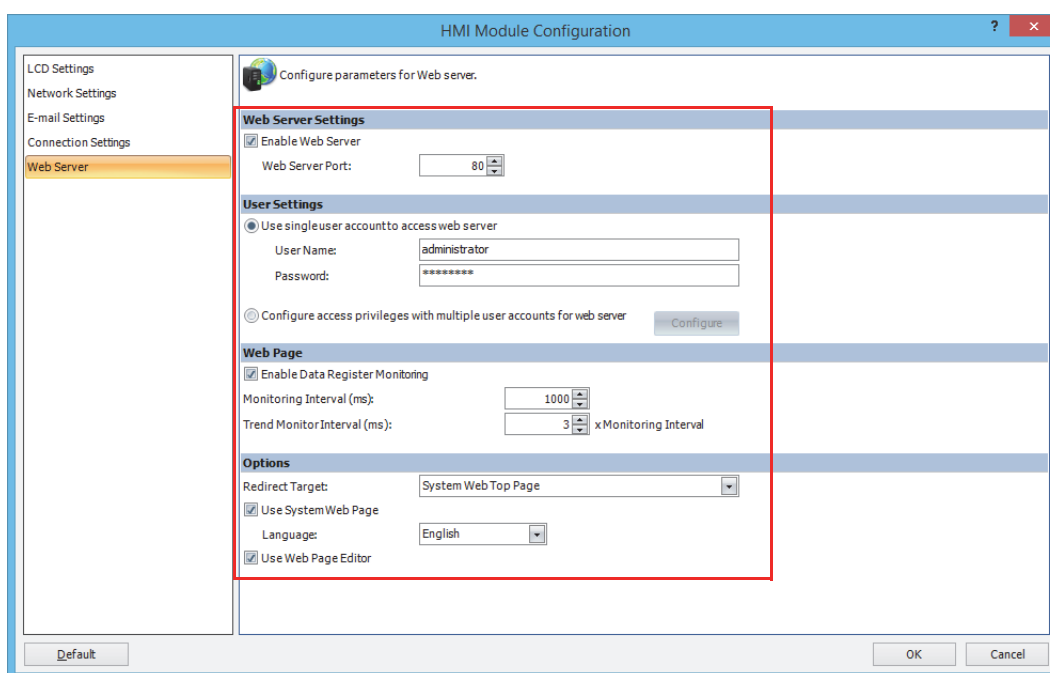 HMI Module Configuration
? ×
LCD Settings
Network Settings
E-mail Settings
Connection Settings
Web Server
Configure parameters for Web server.
Web Server Settings
Enable Web Server
Web Server Port: 80
User Settings
Use single user account to access web server
User Name: administrator
Password: ********
Configure access privileges with multiple user accounts for web server Configure
Web Page
Enable Data Register Monitoring
Monitoring Interval (ms): 1000
Trend Monitor Interval (ms): 3 x Monitoring Interval
Options
Redirect Target: System Web Top Page
Use System Web Page
Language: English
Use Web Page Editor
Default OK Cancel